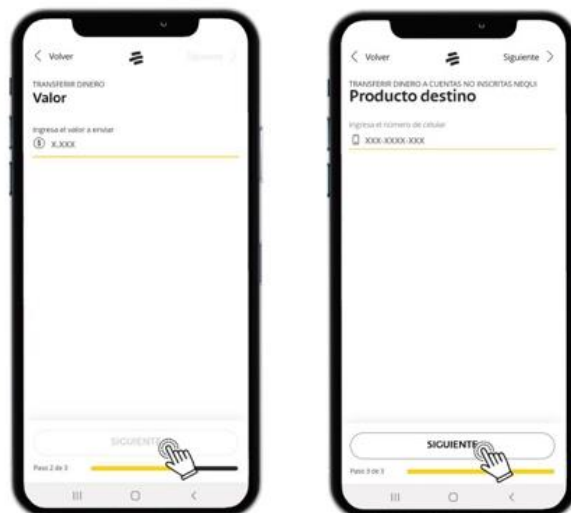 Volver
Siguiente
TRANSFERIR DINERO
Valor
Ingresa el valor a enviar
X.XXX
SIGUIENTE
Paso 2 de 3
Volver
Siguiente
TRANSFERIR DINERO A CUENTAS NO INSCRITAS NEQUI
Producto destino
Ingresa el número de celular
XXX-XXXX-XXX
SIGUIENTE
Paso 3 de 3